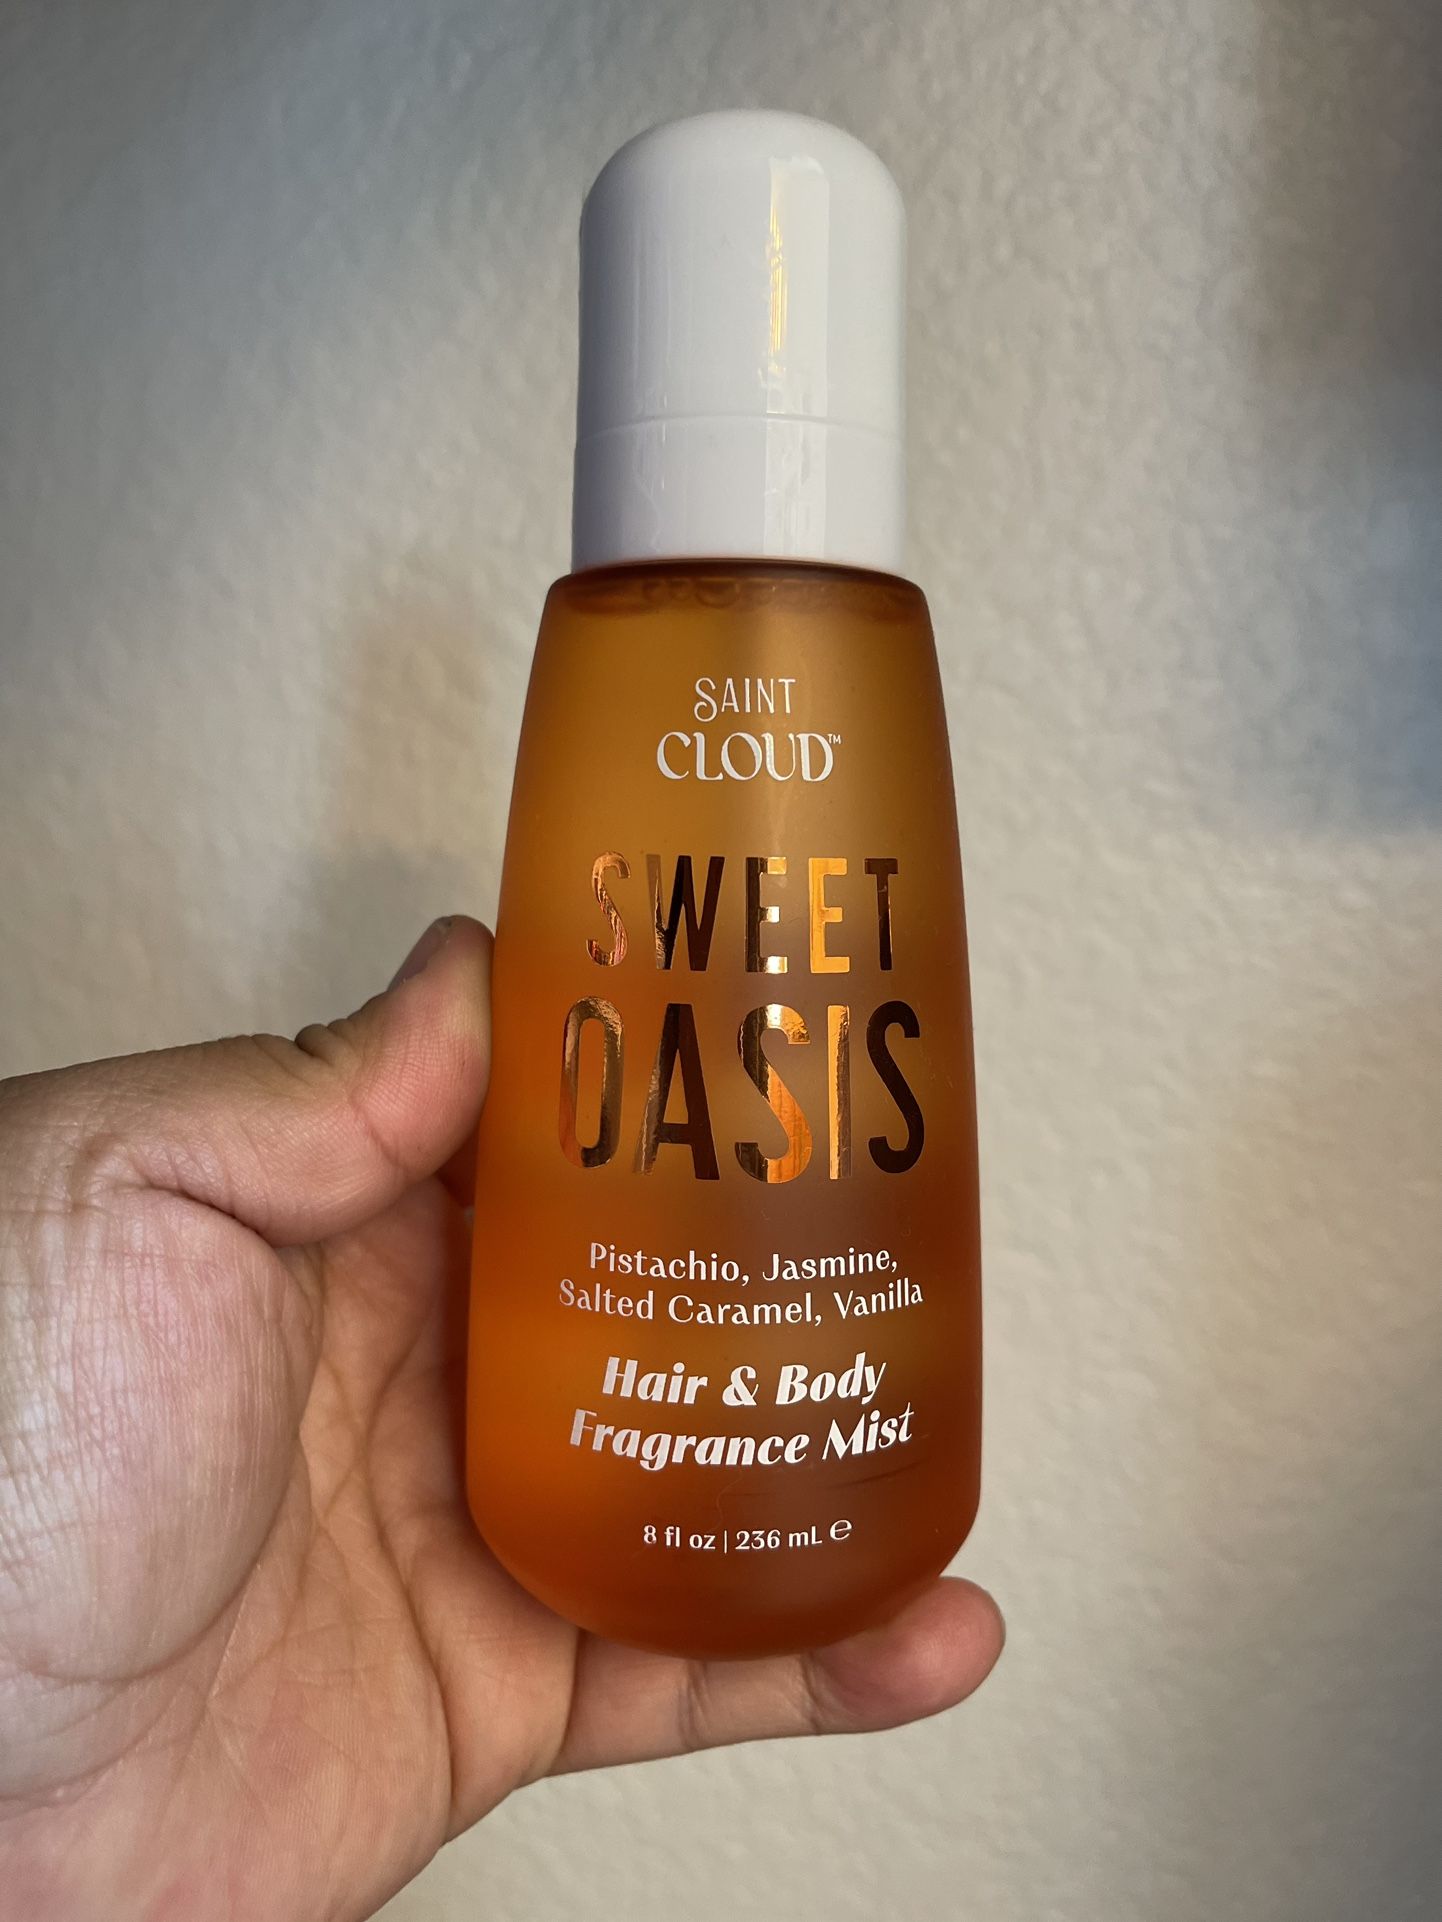 SAINT
CLOUD™
SWEET
OASIS
Pistachio, Jasmine,
Salted Caramel, Vanilla
Hair & Body
Fragrance Mist
8 fl oz | 236 mL ℮